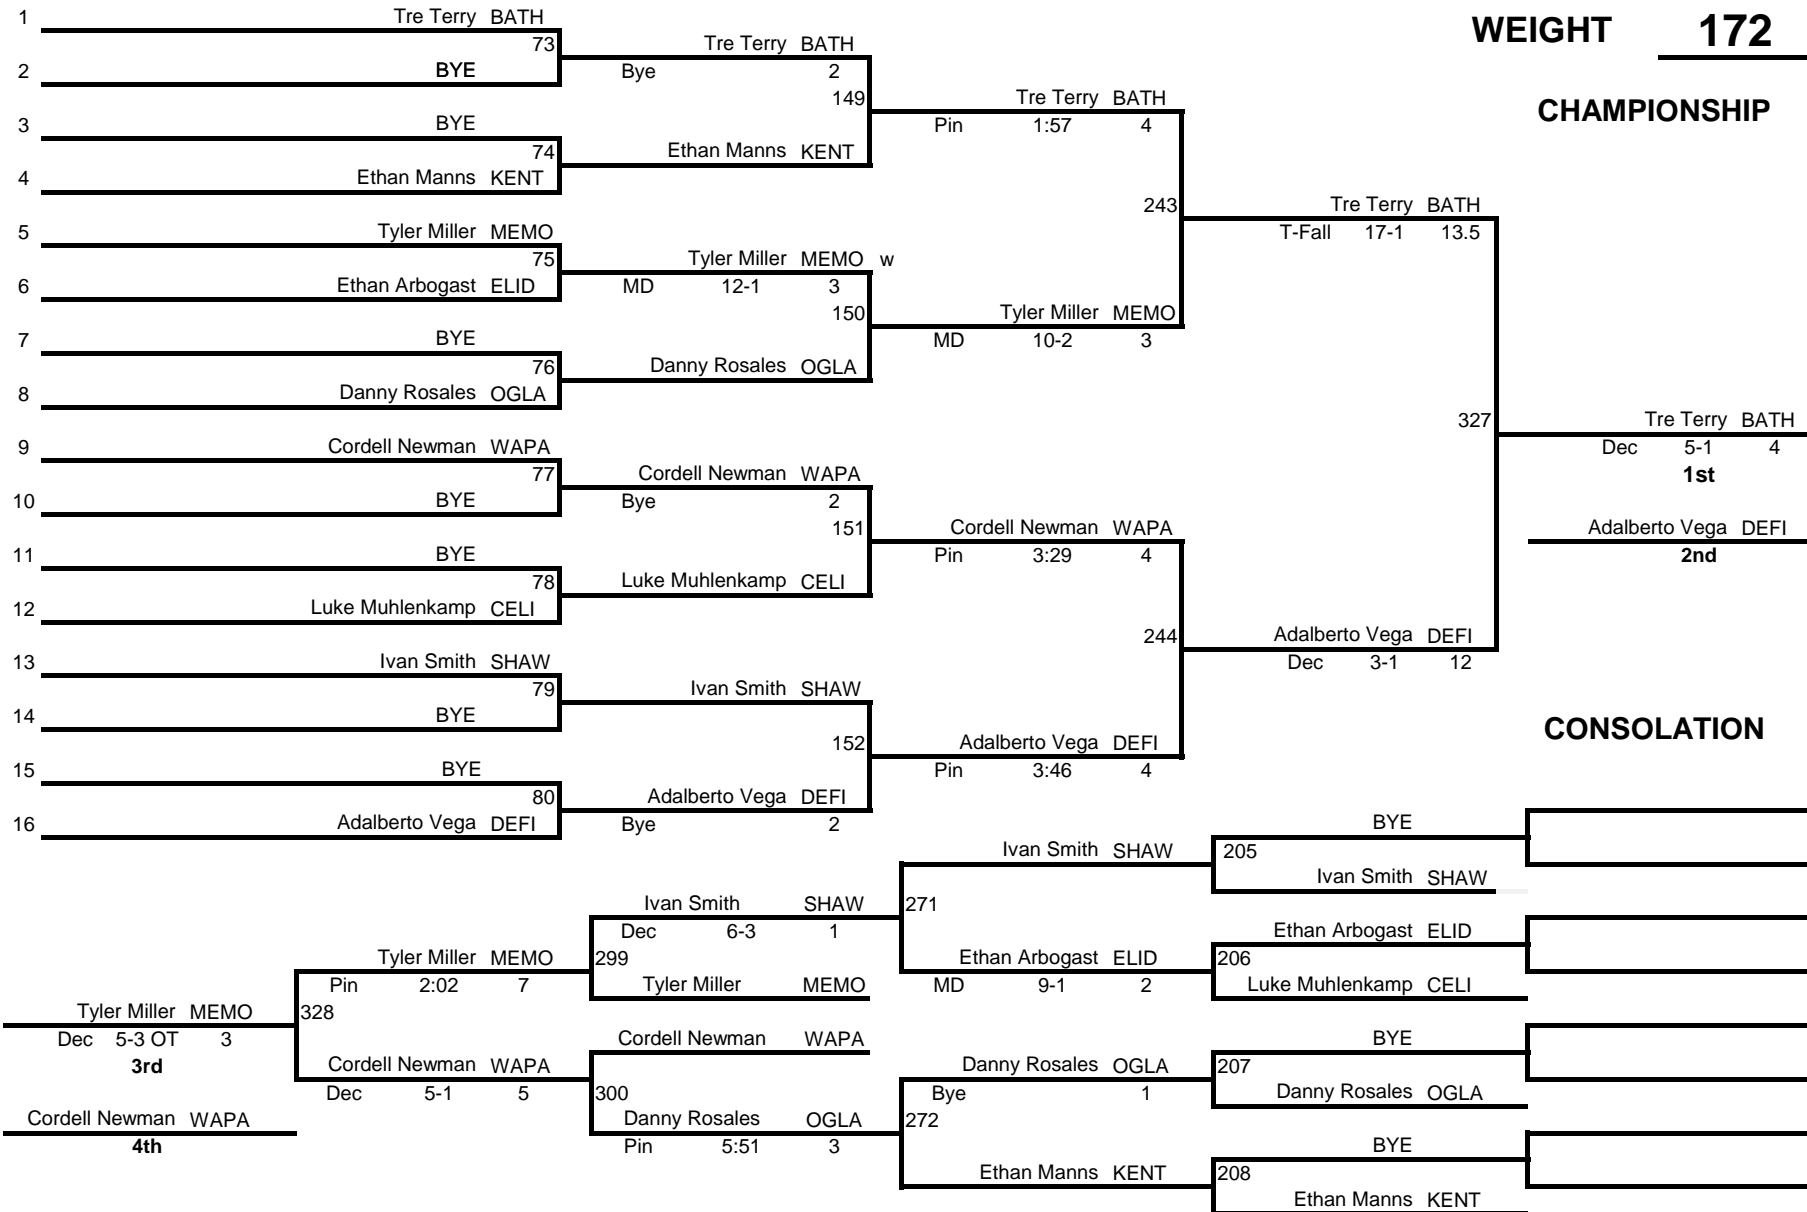 WEIGHT 172
CHAMPIONSHIP
1 Tre Terry BATH
73
2 BYE
Tre Terry BATH
Bye 2
149
3 BYE
74
4 Ethan Manns KENT
Ethan Manns KENT
Tre Terry BATH
Pin 1:57 4
243
5 Tyler Miller MEMO
75
6 Ethan Arbogast ELID
Tyler Miller MEMO w
MD 12-1 3
150
7 BYE
76
8 Danny Rosales OGLA
Danny Rosales OGLA
Tyler Miller MEMO
MD 10-2 3
Tre Terry BATH
T-Fall 17-1 13.5
327
9 Cordell Newman WAPA
77
10 BYE
Cordell Newman WAPA
Bye 2
151
11 BYE
78
12 Luke Muhlenkamp CELI
Luke Muhlenkamp CELI
Cordell Newman WAPA
Pin 3:29 4
244
13 Ivan Smith SHAW
79
14 BYE
Ivan Smith SHAW
152
15 BYE
80
16 Adalberto Vega DEFI
Adalberto Vega DEFI
Bye 2
Adalberto Vega DEFI
Pin 3:46 4
Adalberto Vega DEFI
Dec 3-1 12
Tre Terry BATH
Dec 5-1 4
1st
Adalberto Vega DEFI
2nd
CONSOLATION
BYE
205
Ivan Smith SHAW
Ivan Smith SHAW
271
Ethan Arbogast ELID
206
Luke Muhlenkamp CELI
Ethan Arbogast ELID
MD 9-1 2
Ivan Smith SHAW
Dec 6-3 1
299
Tyler Miller MEMO
Tyler Miller MEMO
Pin 2:02 7
328
BYE
207
Danny Rosales OGLA
Danny Rosales OGLA
Bye 1
272
BYE
208
Ethan Manns KENT
Ethan Manns KENT
Cordell Newman WAPA
300
Danny Rosales OGLA
Pin 5:51 3
Cordell Newman WAPA
Dec 5-1 5
Tyler Miller MEMO
Dec 5-3 OT 3
3rd
Cordell Newman WAPA
4th